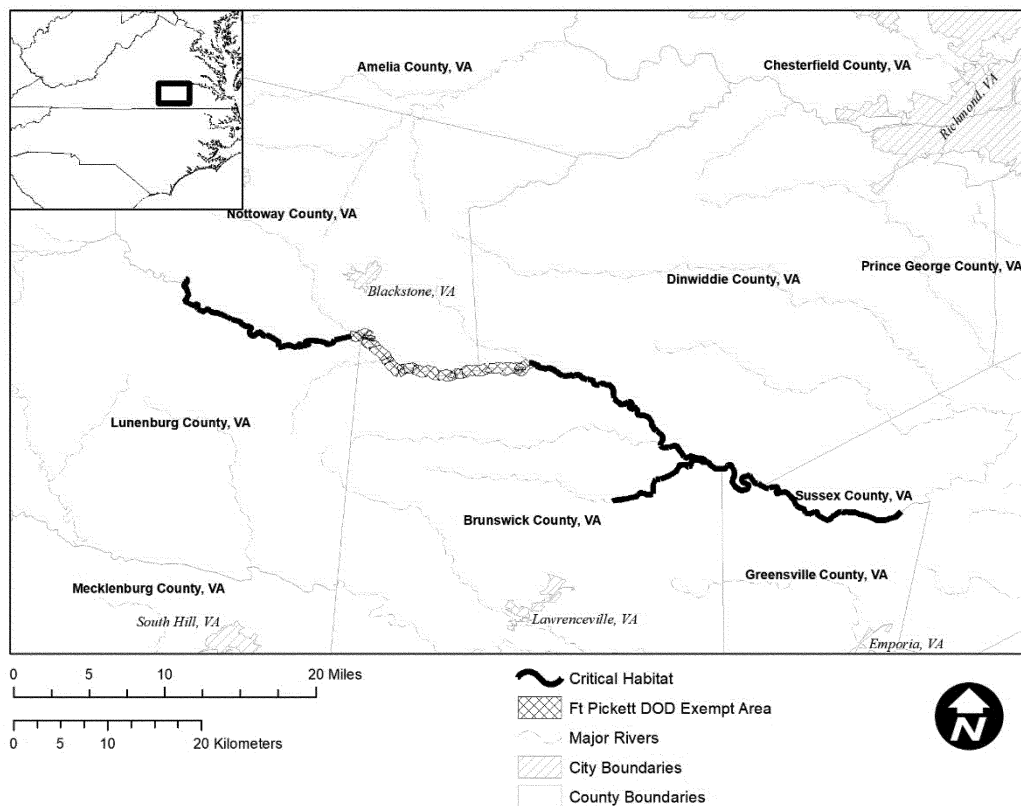 Amelia County, VA
Chesterfield County, VA
Richmond, VA
Nottoway County, VA
Blackstone, VA
Dinwiddie County, VA
Prince George County, VA
Lunenburg County, VA
Brunswick County, VA
Sussex County, VA
Mecklenburg County, VA
Greensville County, VA
South Hill, VA
Lawrenceville, VA
Emporia, VA
0 5 10 20 Miles
0 5 10 20 Kilometers
Critical Habitat
Ft Pickett DOD Exempt Area
Major Rivers
City Boundaries
County Boundaries
N